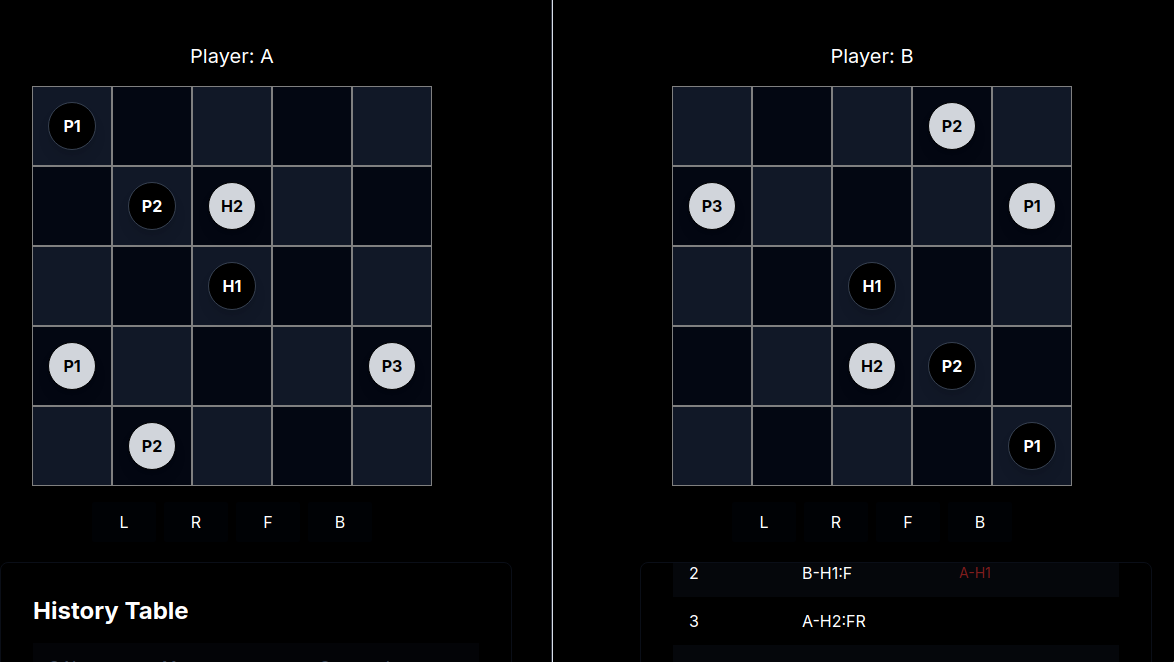 Player: A
P1
P2 H2
H1
P1 P3
P2
L R F B
History Table
Player: B
P2
P3 P1
H1
H2 P2
P1
L R F B
2 B-H1:F A-H1
3 A-H2:FR